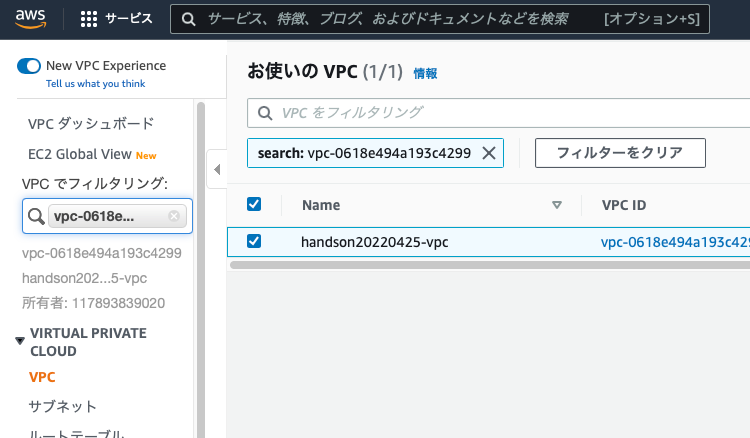 aws
サービス
サービス、特徴、ブログ、およびドキュメントなどを検索
[オプション+S]
New VPC Experience
Tell us what you think
VPC ダッシュボード
EC2 Global View New
VPC でフィルタリング:
vpc-0618e...
vpc-0618e494a193c4299
handson202...5-vpc
所有者: 117893839020
VIRTUAL PRIVATE
CLOUD
VPC
サブネット
ルートテーブル
お使いの VPC (1/1) 情報
VPC をフィルタリング
search: vpc-0618e494a193c4299
フィルターをクリア
Name
VPC ID
handson20220425-vpc
vpc-0618e494a193c429